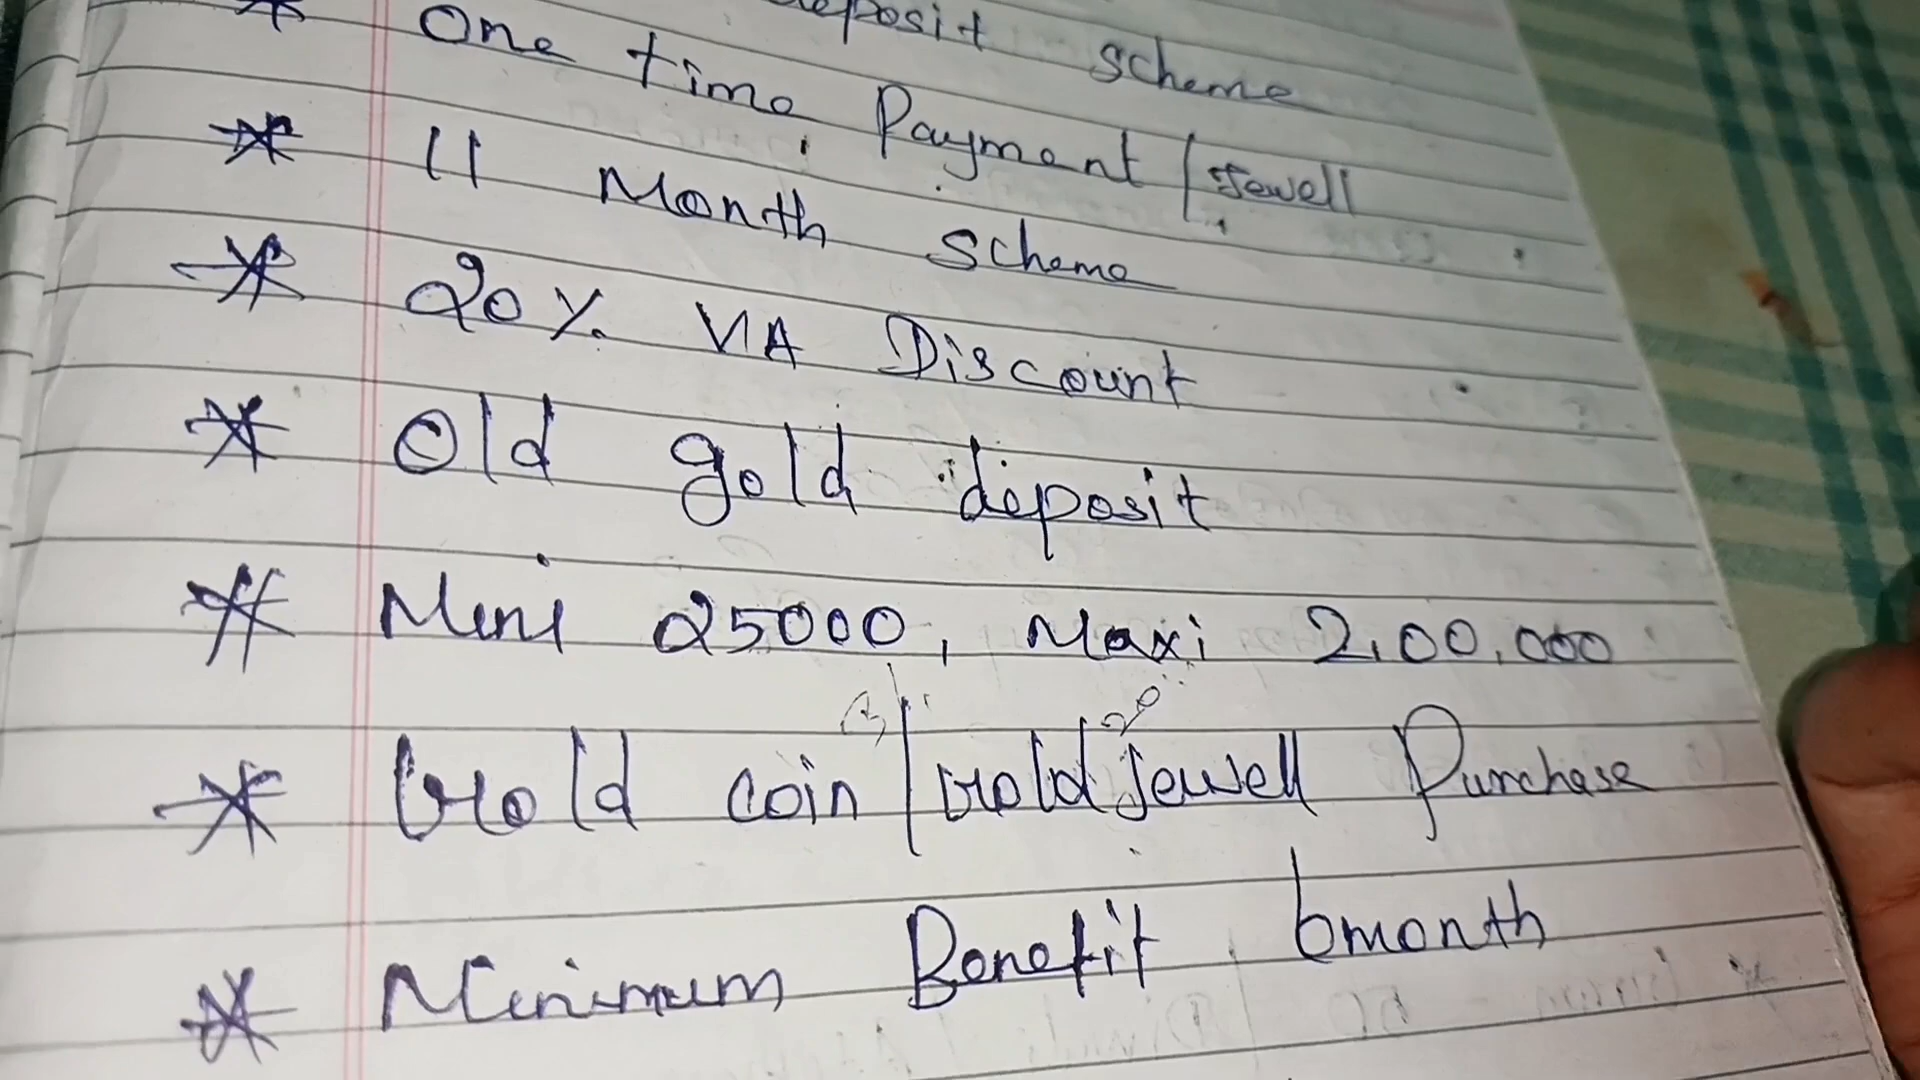 deposit scheme
* One time Payment / Jewell
* 11 Month scheme
* 20% VA Discount
* Old gold deposit
* Mini 25000, Maxi 2,00,000
* Gold coin / Gold Jewell Purchase
* Minimum Benefit 6month